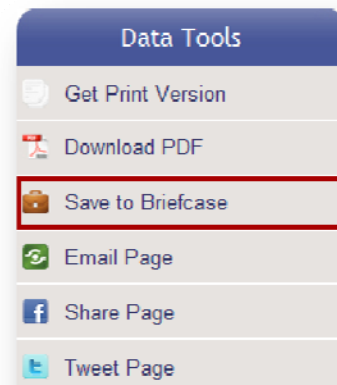 Data Tools
Get Print Version
Download PDF
Save to Briefcase
Email Page
Share Page
Tweet Page